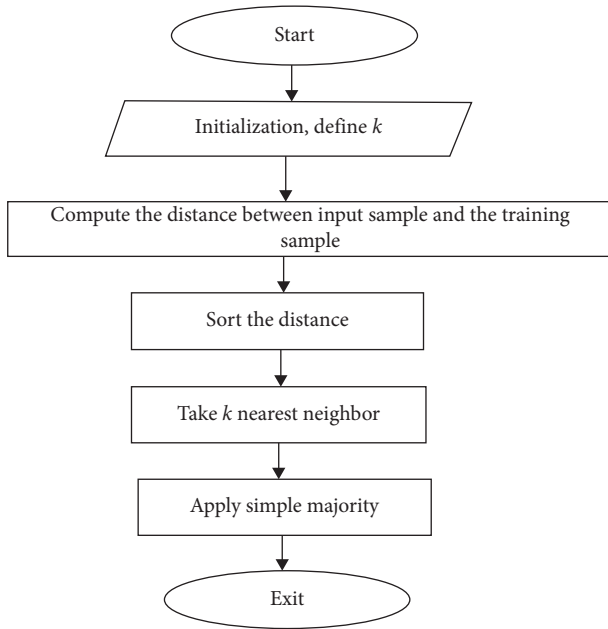 Start
Initialization, define k
Compute the distance between input sample and the training
sample
Sort the distance
Take k nearest neighbor
Apply simple majority
Exit